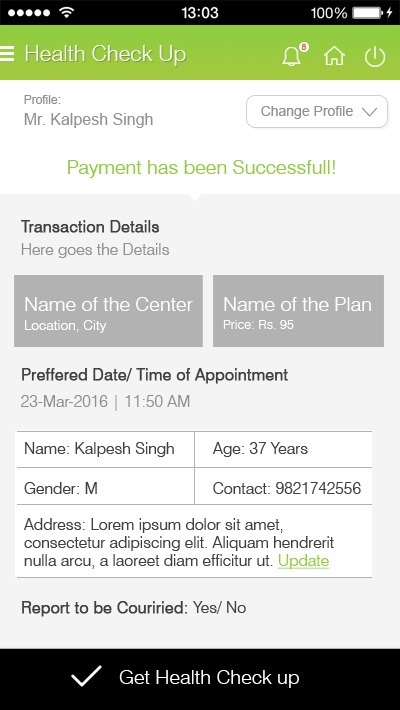 13:03
100%
Health Check Up
8
Profile:
Mr. Kalpesh Singh
Change Profile
Payment has been Successfull!
Transaction Details
Here goes the Details
Name of the Center
Location, City
Name of the Plan
Price: Rs. 95
Preffered Date/ Time of Appointment
23-Mar-2016 | 11:50 AM
Name: Kalpesh Singh
Age: 37 Years
Gender: M
Contact: 9821742556
Address: Lorem ipsum dolor sit amet,
consectetur adipiscing elit. Aliquam hendrerit
nulla arcu, a laoreet diam efficitur ut. Update
Report to be Couriried: Yes/ No
Get Health Check up